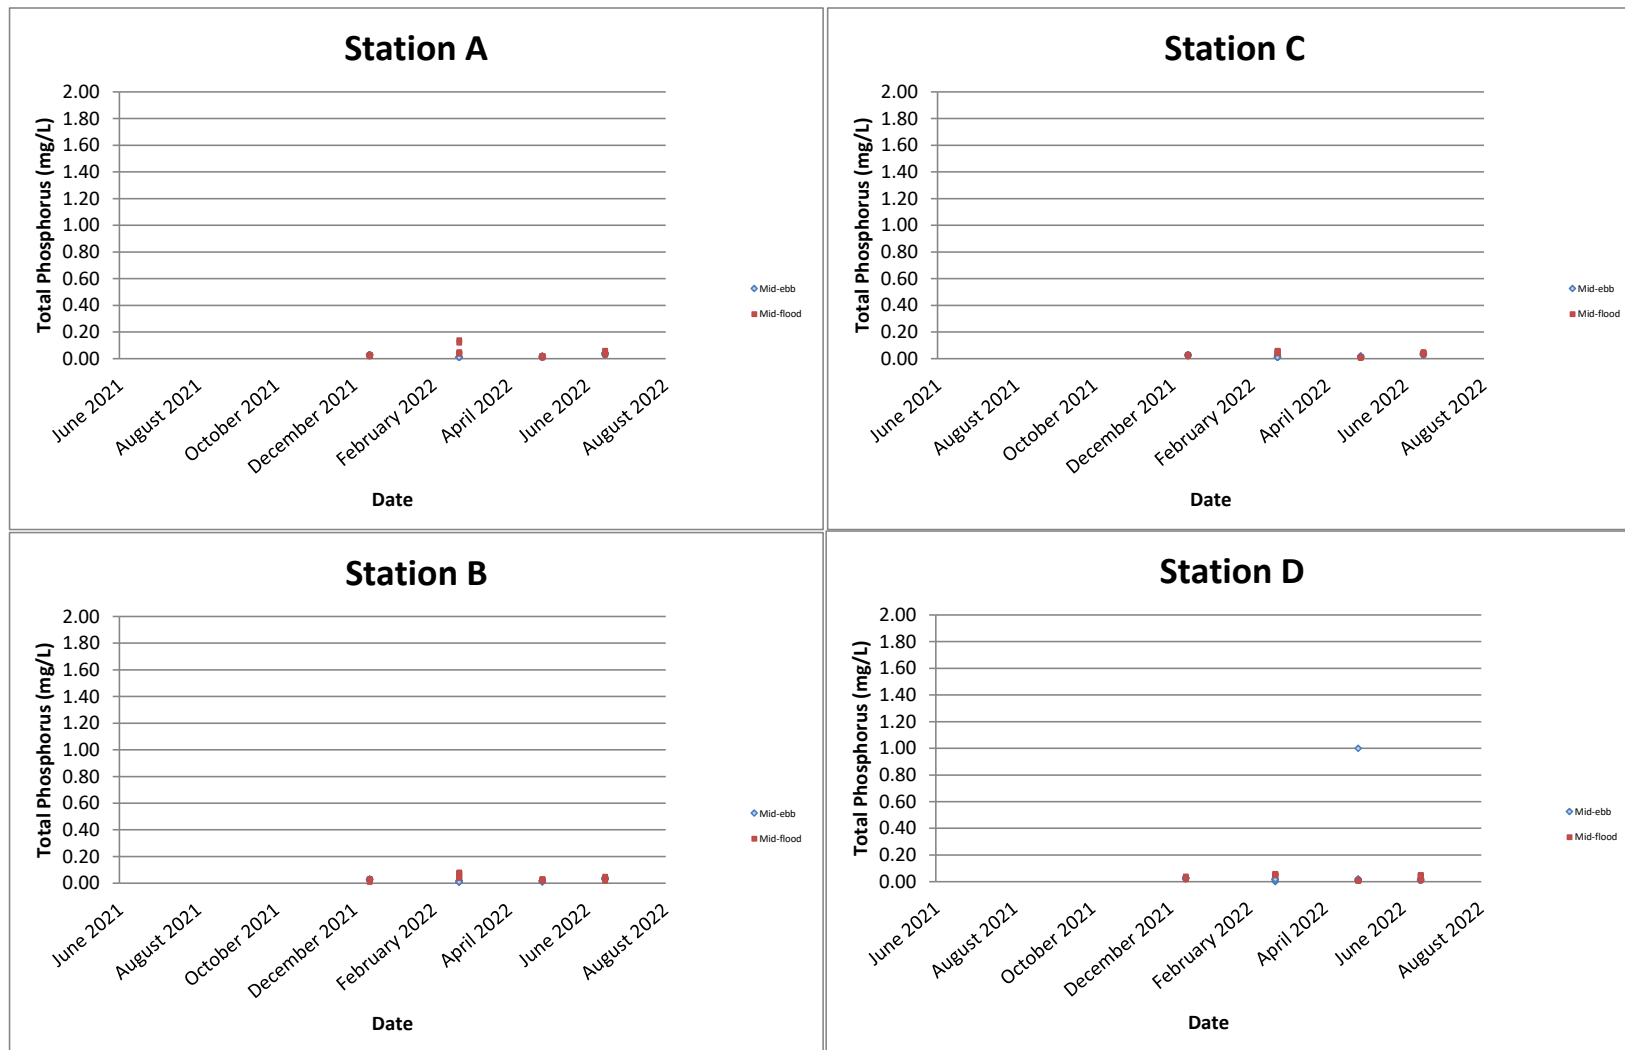 Station A
Total Phosphorus (mg/L)
2.00
1.80
1.60
1.40
1.20
1.00
0.80
0.60
0.40
0.20
0.00
June 2021
August 2021
October 2021
December 2021
February 2022
April 2022
June 2022
August 2022
Date
Mid-ebb
Mid-flood
Station C
Total Phosphorus (mg/L)
2.00
1.80
1.60
1.40
1.20
1.00
0.80
0.60
0.40
0.20
0.00
June 2021
August 2021
October 2021
December 2021
February 2022
April 2022
June 2022
August 2022
Date
Mid-ebb
Mid-flood
Station B
Total Phosphorus (mg/L)
2.00
1.80
1.60
1.40
1.20
1.00
0.80
0.60
0.40
0.20
0.00
June 2021
August 2021
October 2021
December 2021
February 2022
April 2022
June 2022
August 2022
Date
Mid-ebb
Mid-flood
Station D
Total Phosphorus (mg/L)
2.00
1.80
1.60
1.40
1.20
1.00
0.80
0.60
0.40
0.20
0.00
June 2021
August 2021
October 2021
December 2021
February 2022
April 2022
June 2022
August 2022
Date
Mid-ebb
Mid-flood